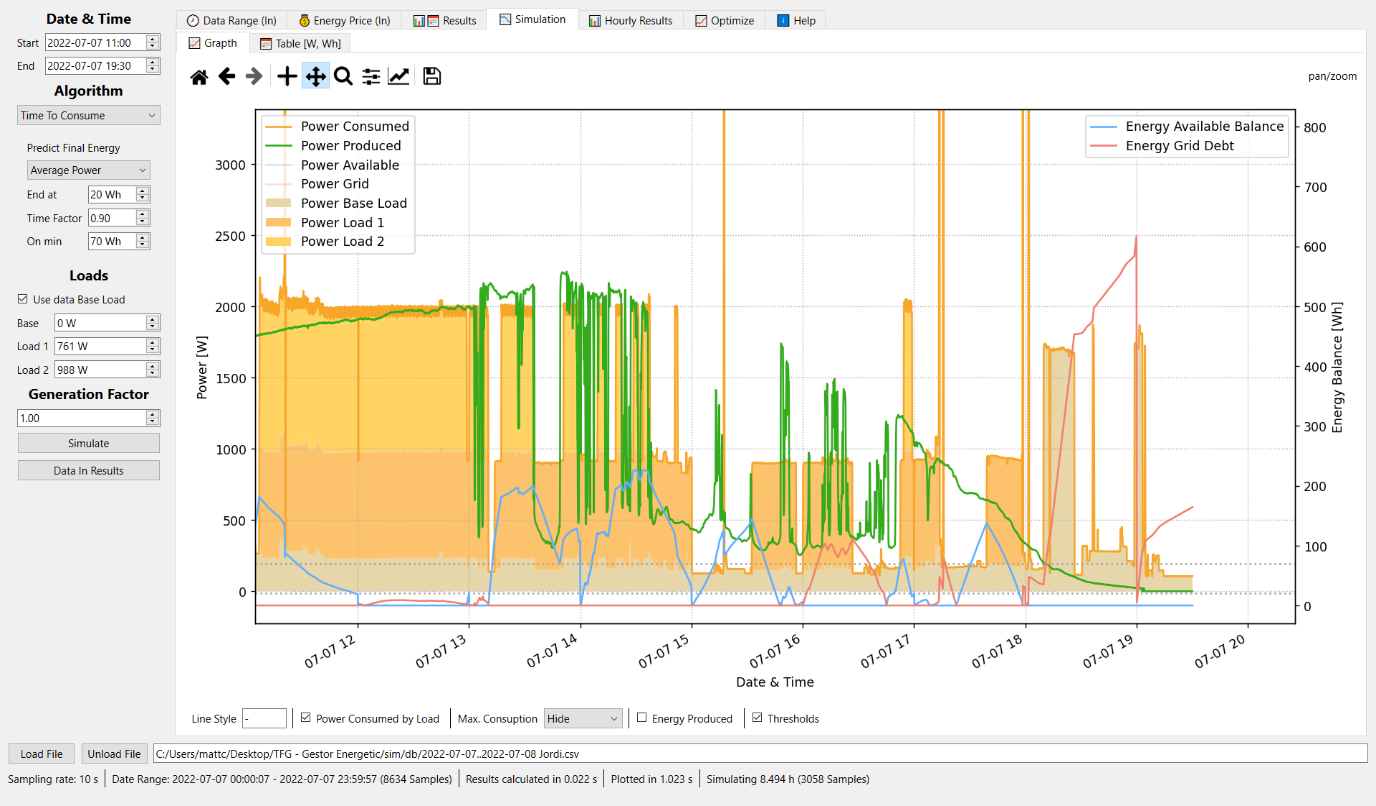 Date & Time
Start 2022-07-07 11:00
End 2022-07-07 19:30
Algorithm
Time To Consume
Predict Final Energy
Average Power
End at 20 Wh
Time Factor 0.90
On min 70 Wh
Loads
Use data Base Load
Base 0 W
Load 1 761 W
Load 2 988 W
Generation Factor
1.00
Simulate
Data In Results
Data Range (In) Energy Price (In) Results Simulation Hourly Results Optimize Help
Grapth Table [W, Wh]
pan/zoom
Power Consumed
Power Produced
Power Available
Power Grid
Power Base Load
Power Load 1
Power Load 2
Energy Available Balance
Energy Grid Debt
Power [W]
3000
2500
2000
1500
1000
500
0
800
700
600
500
400
300
200
100
0
Energy Balance [Wh]
07-07 12 07-07 13 07-07 14 07-07 15 07-07 16 07-07 17 07-07 18 07-07 19 07-07 20
Date & Time
Line Style - Power Consumed by Load Max. Consuption Hide Energy Produced Thresholds
Load File Unload File C:/Users/mattc/Desktop/TFG - Gestor Energetic/sim/db/2022-07-07..2022-07-08 Jordi.csv
Sampling rate: 10 s Date Range: 2022-07-07 00:00:07 - 2022-07-07 23:59:57 (8634 Samples) Results calculated in 0.022 s Plotted in 1.023 s Simulating 8.494 h (3058 Samples)